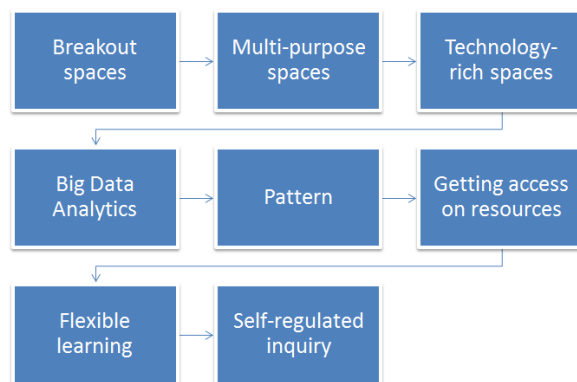 Breakout
spaces
Multi-purpose
spaces
Technology-
rich spaces
Big Data
Analytics
Pattern
Getting access
on resources
Flexible
learning
Self-regulated
inquiry